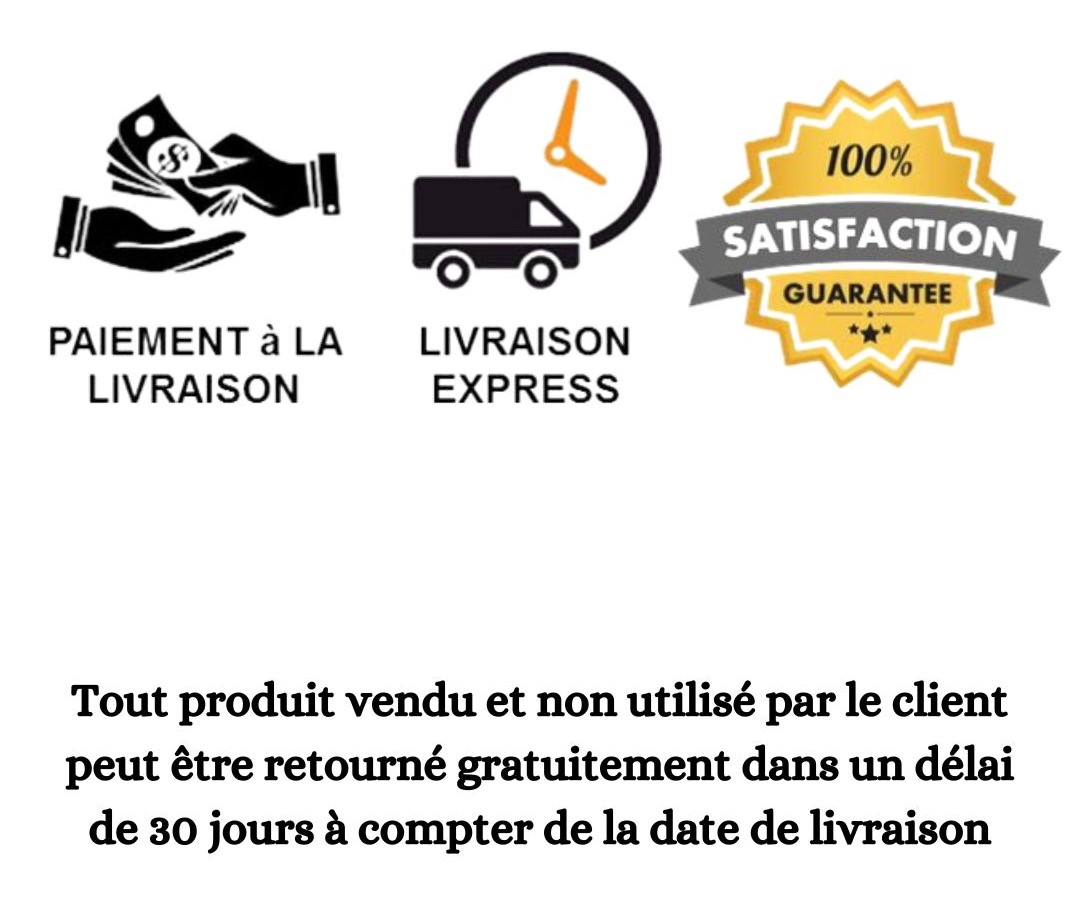 PAIEMENT à LA
LIVRAISON
LIVRAISON
EXPRESS
100%
SATISFACTION
GUARANTEE
Tout produit vendu et non utilisé par le client
peut être retourné gratuitement dans un délai
de 30 jours à compter de la date de livraison